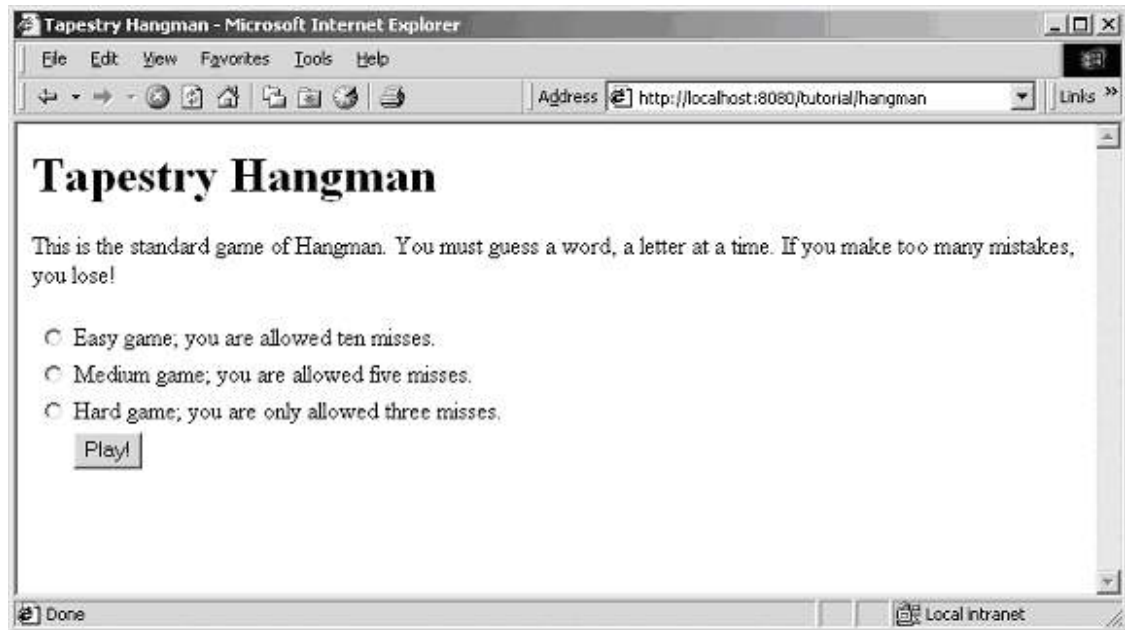 Tapestry Hangman - Microsoft Internet Explorer
File Edit View Favorites Tools Help
Address http://localhost:8080/tutorial/hangman Links »
Tapestry Hangman
This is the standard game of Hangman. You must guess a word, a letter at a time. If you make too many mistakes,
you lose!
Easy game; you are allowed ten misses.
Medium game; you are allowed five misses.
Hard game; you are only allowed three misses.
Play!
Done Local intranet